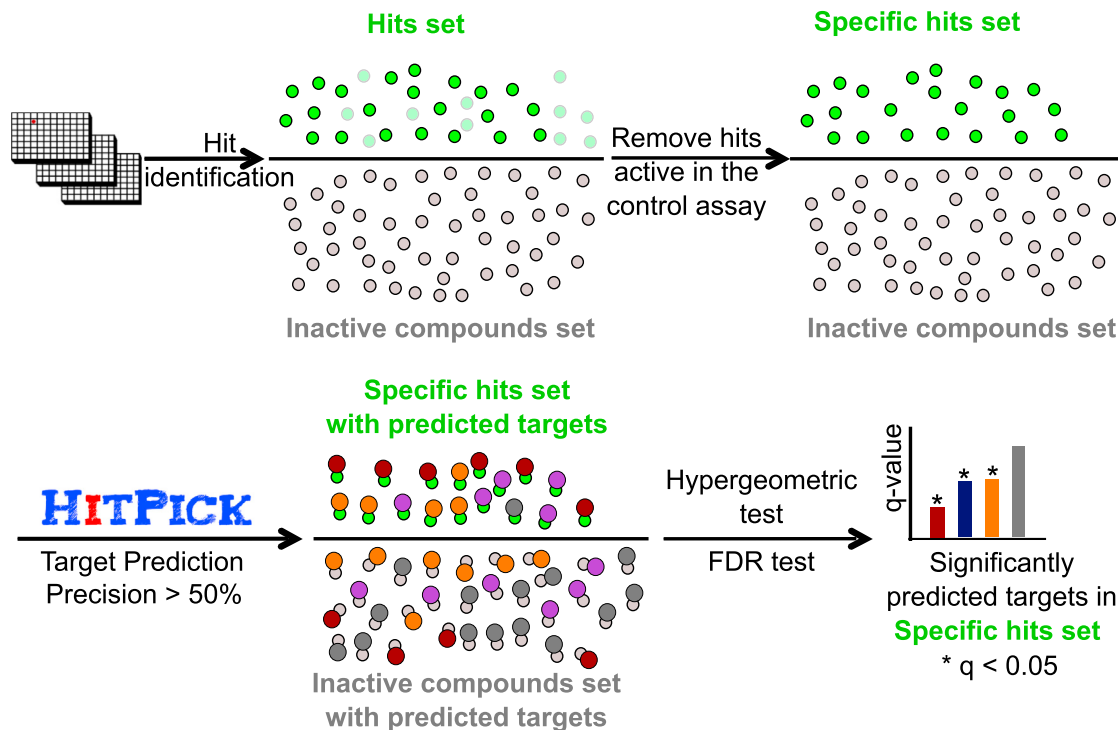 Hits set
Specific hits set
Hit
identification
Remove hits
active in the
control assay
Inactive compounds set
Inactive compounds set
Specific hits set
with predicted targets
HITPICK
Target Prediction
Precision > 50%
Hypergeometric
test
FDR test
q-value
* * *
Significantly
predicted targets in
Specific hits set
* q < 0.05
Inactive compounds set
with predicted targets